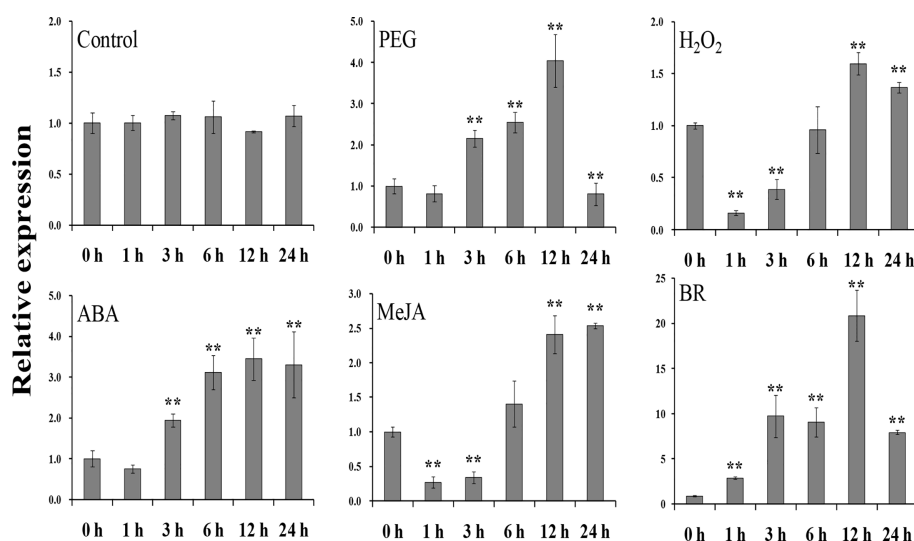 Relative expression
Control
2.0
1.5
1.0
0.5
0.0
0 h 1 h 3 h 6 h 12 h 24 h
PEG
5.0
4.0
3.0
2.0
1.0
0.0
** ** ** **
0 h 1 h 3 h 6 h 12 h 24 h
H₂O₂
2.0
1.5
1.0
0.5
0.0
** ** ** **
0 h 1 h 3 h 6 h 12 h 24 h
ABA
5.0
4.0
3.0
2.0
1.0
0.0
** ** ** **
0 h 1 h 3 h 6 h 12 h 24 h
MeJA
3.0
2.5
2.0
1.5
1.0
0.5
0.0
** ** ** **
0 h 1 h 3 h 6 h 12 h 24 h
BR
25
20
15
10
5
0
** ** ** ** **
0 h 1 h 3 h 6 h 12 h 24 h